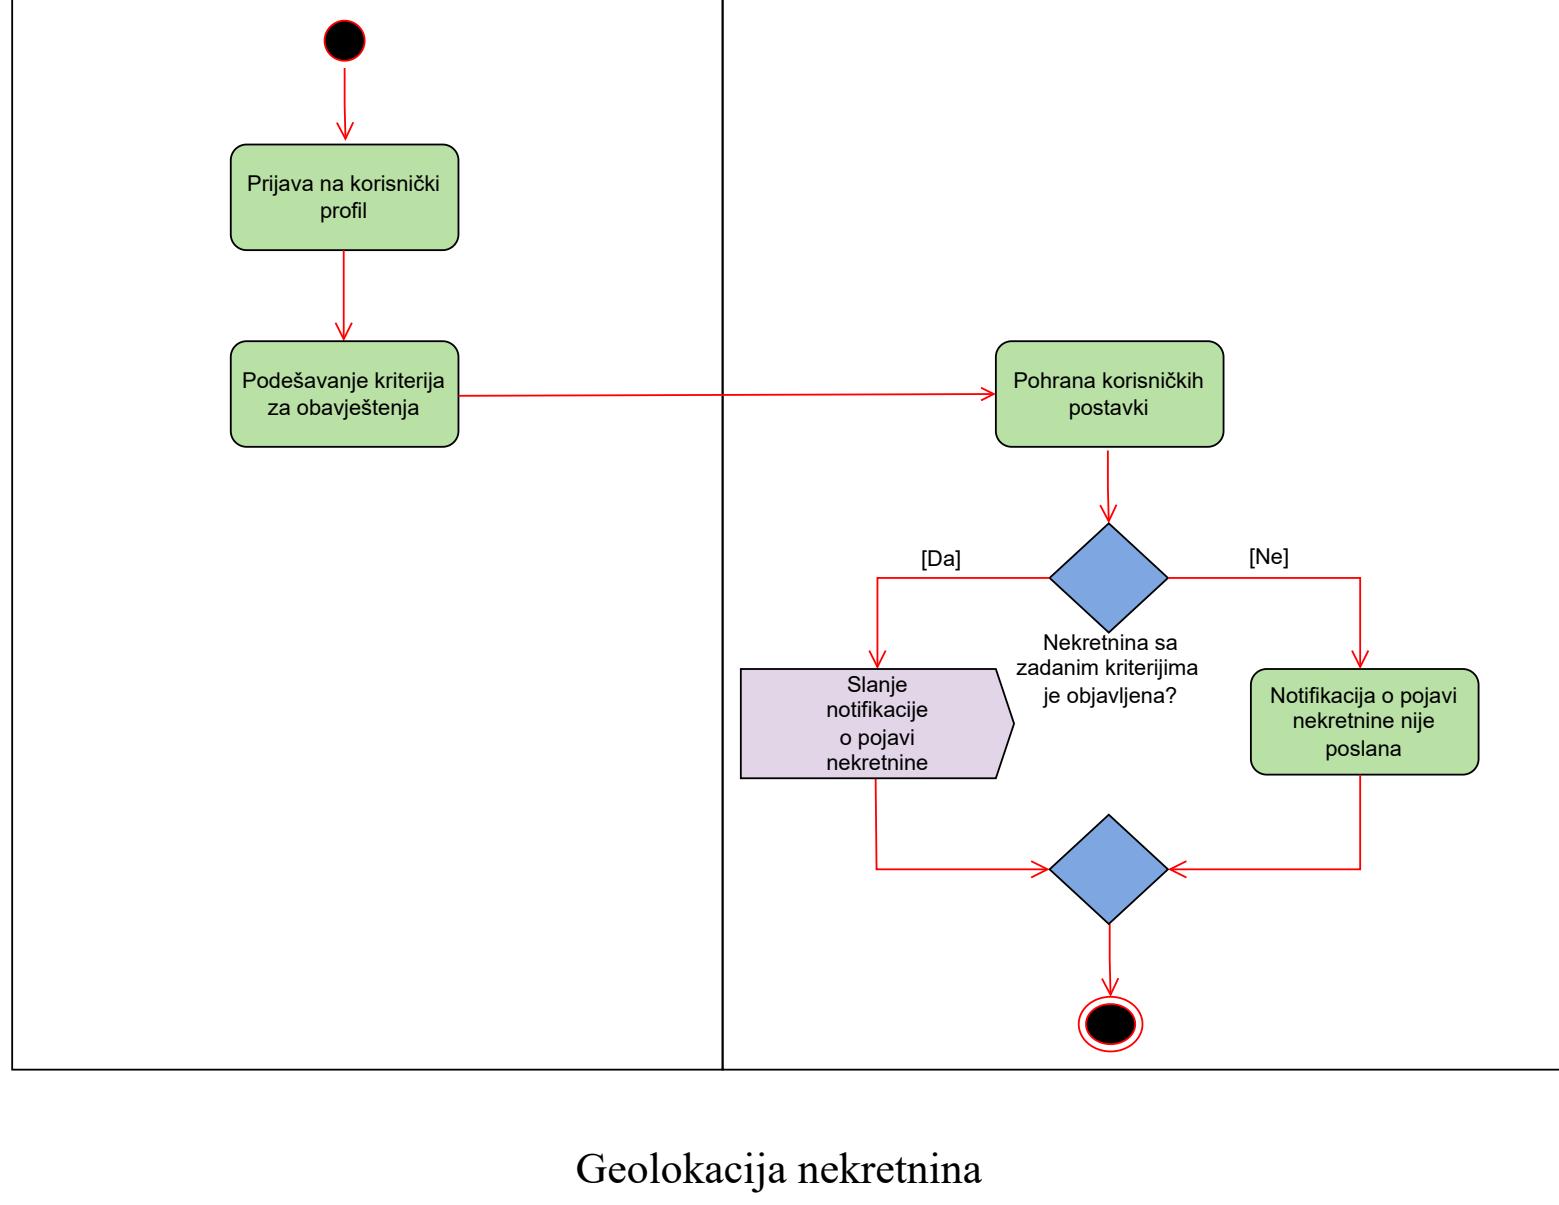 Prijava na korisnički
profil
Podešavanje kriterija
za obavještenja
Pohrana korisničkih
postavki
[Da]
[Ne]
Nekretnina sa
zadanim kriterijima
je objavljena?
Slanje
notifikacije
o pojavi
nekretnine
Notifikacija o pojavi
nekretnine nije
poslana
Geolokacija nekretnina